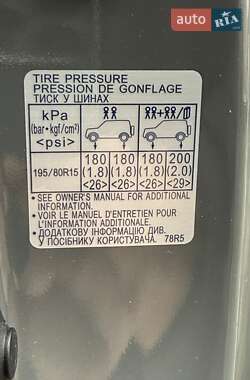 AUTO RIA
TIRE PRESSURE
PRESSION DE GONFLAGE
ТИСК У ШИНАХ
kPa
(bar•kgf/cm²)
<psi>
195/80R15
180 180 180 200
(1.8) (1.8) (1.8) (2.0)
<26> <26> <26> <29>
• SEE OWNER'S MANUAL FOR ADDITIONAL
INFORMATION.
• VOIR LE MANUEL D'ENTRETIEN POUR
L'INFORMATION ADDITIONALE.
• ДОДАТКОВУ ІНФОРМАЦІЮ ДИВ.
У ПОСІБНИКУ КОРИСТУВАЧА. 78R5